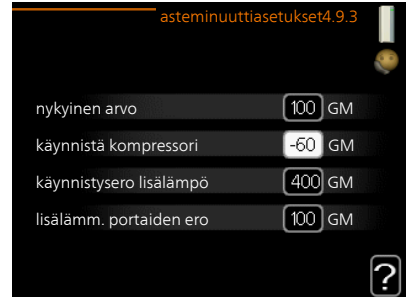 asteminuuttiasetukset4.9.3
nykyinen arvo 100 GM
käynnistä kompressori -60 GM
käynnistysero lisälämpö 400 GM
lisälämm. portaiden ero 100 GM
?